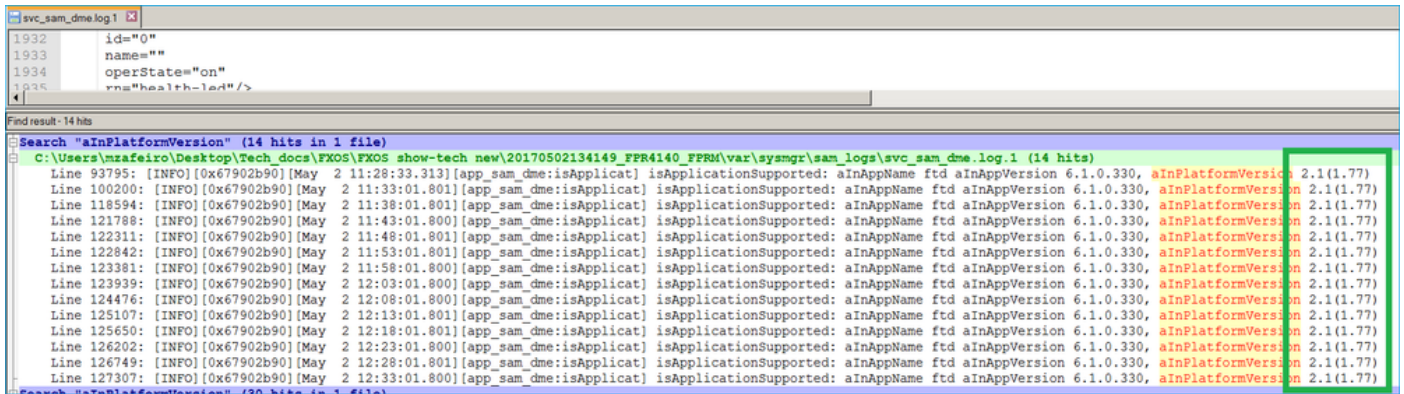 svc_sam_dme.log.1
1932 id="0"
1933 name=""
1934 operState="on"
1935 rn="health-led"/>
Find result - 14 hits
Search "aInPlatformVersion" (14 hits in 1 file)
C:\Users\mzafeiro\Desktop\Tech_docs\FXOS\FXOS show-tech new\20170502134149_FPR4140_FPRM\var\sysmgr\sam_logs\svc_sam_dme.log.1 (14 hits)
Line 93795: [INFO][0x67902b90][May  2 11:28:33.313][app_sam_dme:isApplicat] isApplicationSupported: aInAppName ftd aInAppVersion 6.1.0.330, aInPlatformVersion 2.1(1.77)
Line 100200: [INFO][0x67902b90][May  2 11:33:01.801][app_sam_dme:isApplicat] isApplicationSupported: aInAppName ftd aInAppVersion 6.1.0.330, aInPlatformVersion 2.1(1.77)
Line 118594: [INFO][0x67902b90][May  2 11:38:01.801][app_sam_dme:isApplicat] isApplicationSupported: aInAppName ftd aInAppVersion 6.1.0.330, aInPlatformVersion 2.1(1.77)
Line 121788: [INFO][0x67902b90][May  2 11:43:01.800][app_sam_dme:isApplicat] isApplicationSupported: aInAppName ftd aInAppVersion 6.1.0.330, aInPlatformVersion 2.1(1.77)
Line 122311: [INFO][0x67902b90][May  2 11:48:01.801][app_sam_dme:isApplicat] isApplicationSupported: aInAppName ftd aInAppVersion 6.1.0.330, aInPlatformVersion 2.1(1.77)
Line 122842: [INFO][0x67902b90][May  2 11:53:01.801][app_sam_dme:isApplicat] isApplicationSupported: aInAppName ftd aInAppVersion 6.1.0.330, aInPlatformVersion 2.1(1.77)
Line 123381: [INFO][0x67902b90][May  2 11:58:01.800][app_sam_dme:isApplicat] isApplicationSupported: aInAppName ftd aInAppVersion 6.1.0.330, aInPlatformVersion 2.1(1.77)
Line 123939: [INFO][0x67902b90][May  2 12:03:01.800][app_sam_dme:isApplicat] isApplicationSupported: aInAppName ftd aInAppVersion 6.1.0.330, aInPlatformVersion 2.1(1.77)
Line 124476: [INFO][0x67902b90][May  2 12:08:01.800][app_sam_dme:isApplicat] isApplicationSupported: aInAppName ftd aInAppVersion 6.1.0.330, aInPlatformVersion 2.1(1.77)
Line 125107: [INFO][0x67902b90][May  2 12:13:01.801][app_sam_dme:isApplicat] isApplicationSupported: aInAppName ftd aInAppVersion 6.1.0.330, aInPlatformVersion 2.1(1.77)
Line 125650: [INFO][0x67902b90][May  2 12:18:01.801][app_sam_dme:isApplicat] isApplicationSupported: aInAppName ftd aInAppVersion 6.1.0.330, aInPlatformVersion 2.1(1.77)
Line 126202: [INFO][0x67902b90][May  2 12:23:01.800][app_sam_dme:isApplicat] isApplicationSupported: aInAppName ftd aInAppVersion 6.1.0.330, aInPlatformVersion 2.1(1.77)
Line 126749: [INFO][0x67902b90][May  2 12:28:01.801][app_sam_dme:isApplicat] isApplicationSupported: aInAppName ftd aInAppVersion 6.1.0.330, aInPlatformVersion 2.1(1.77)
Line 127307: [INFO][0x67902b90][May  2 12:33:01.800][app_sam_dme:isApplicat] isApplicationSupported: aInAppName ftd aInAppVersion 6.1.0.330, aInPlatformVersion 2.1(1.77)
Search "aInPlatformVersion" (30 hits in 1 file)